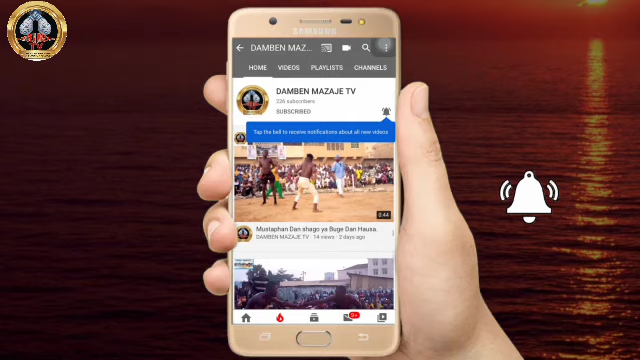 SAMSUNG
DAMBEN MAZ...
HOME VIDEOS PLAYLISTS CHANNELS
DAMBEN MAZAJE TV
226 subscribers
SUBSCRIBED
Tap the bell to receive notifications about all new videos
0:44
Mustaphan Dan shago ya Buge Dan Hausa.
DAMBEN MAZAJE TV · 14 views · 2 days ago
9+